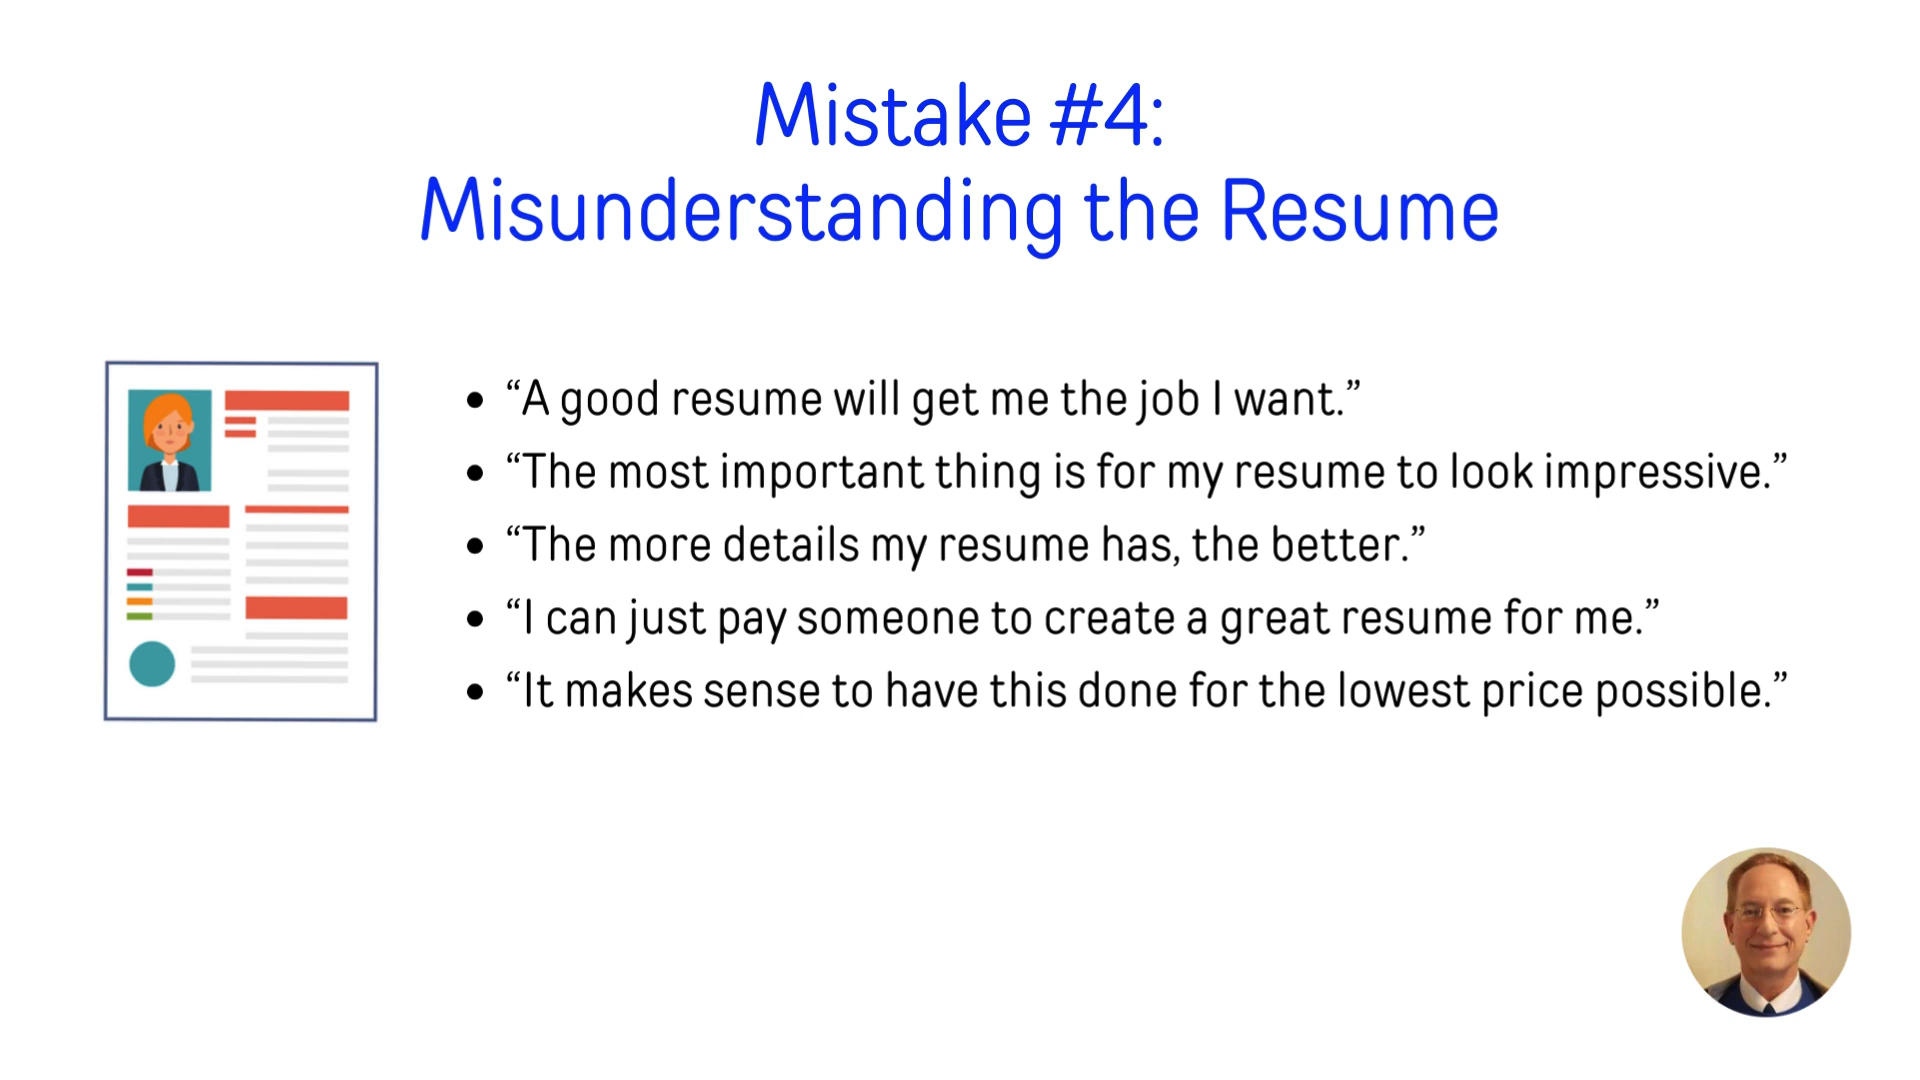 Mistake #4:
Misunderstanding the Resume
• “A good resume will get me the job I want.”
• “The most important thing is for my resume to look impressive.”
• “The more details my resume has, the better.”
• “I can just pay someone to create a great resume for me.”
• “It makes sense to have this done for the lowest price possible.”